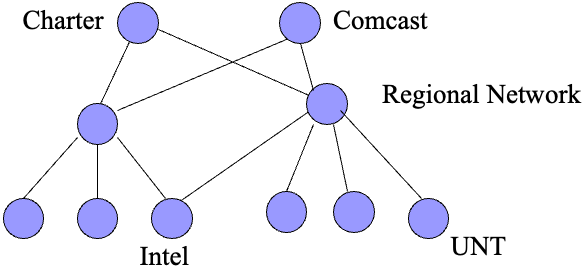 Charter
Comcast
Regional Network
Intel
UNT